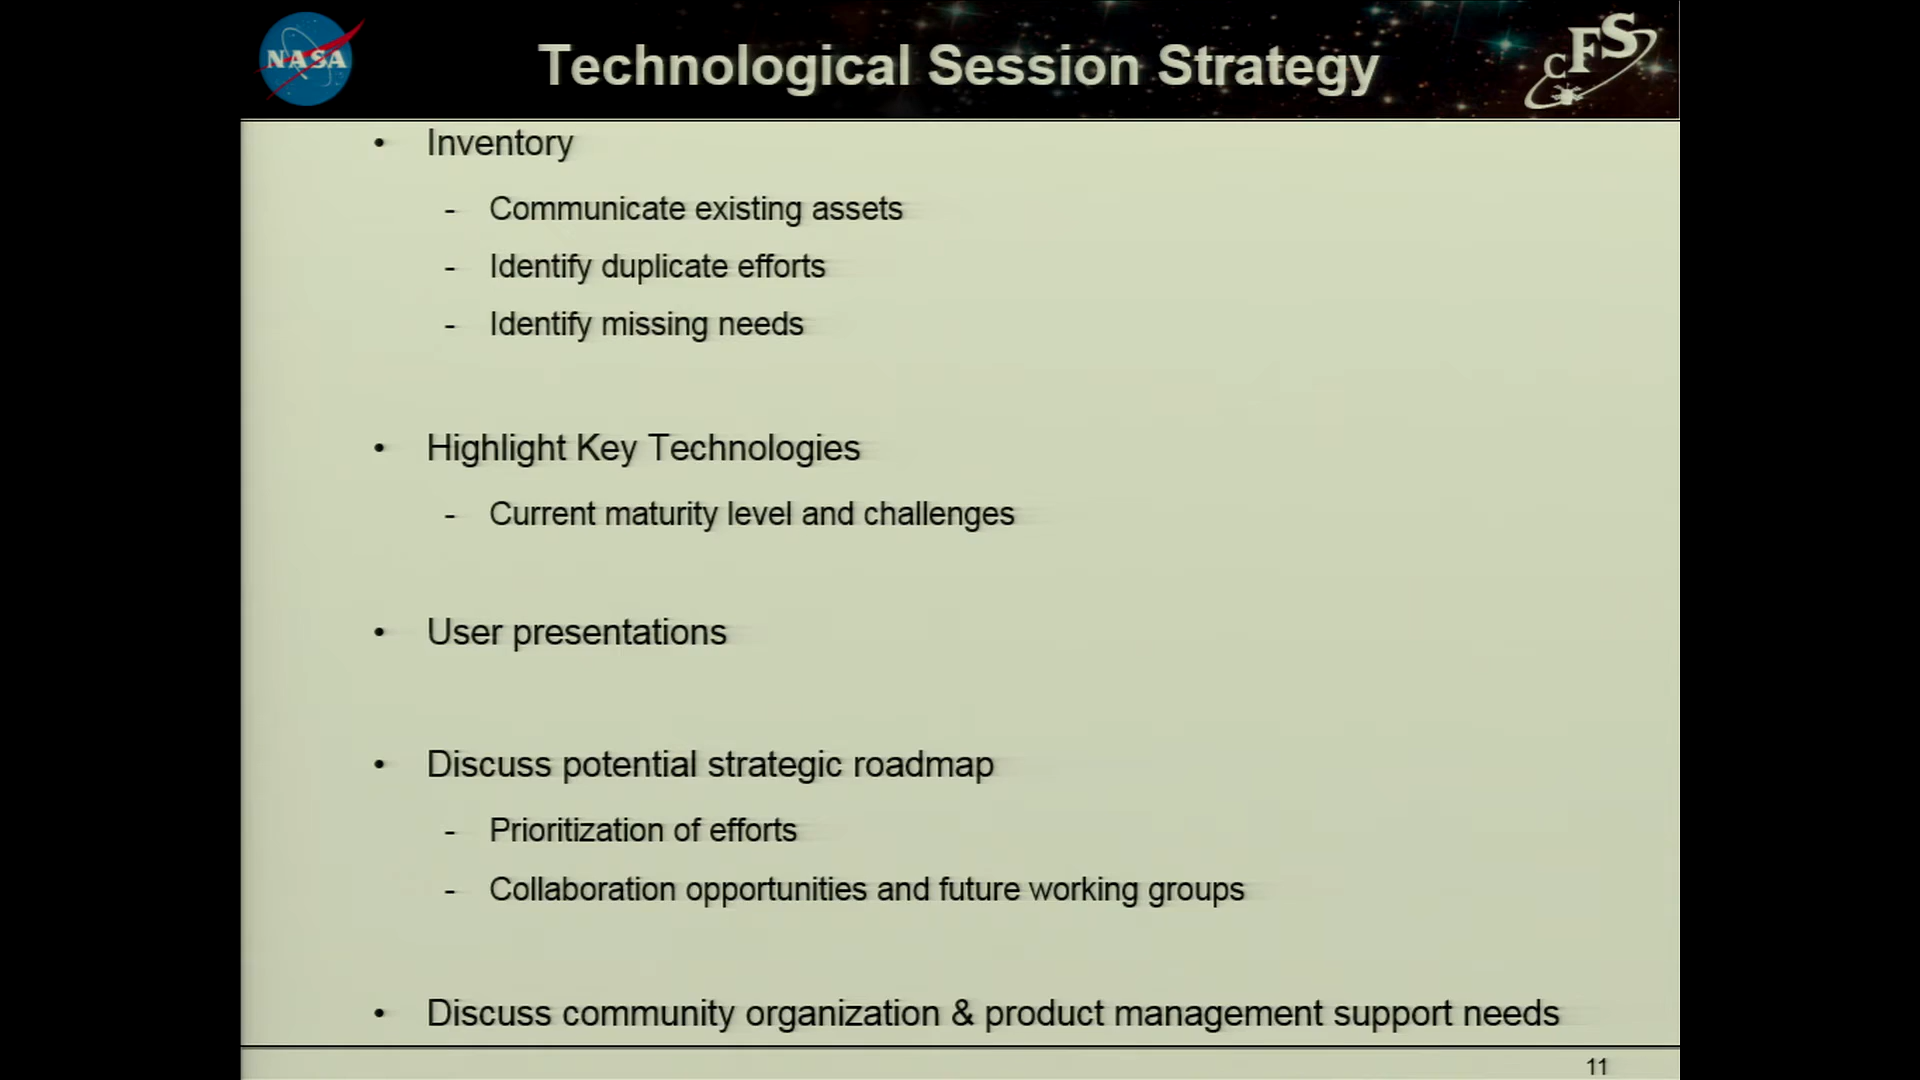 NASA
Technological Session Strategy
cFS
• Inventory
- Communicate existing assets
- Identify duplicate efforts
- Identify missing needs
• Highlight Key Technologies
- Current maturity level and challenges
• User presentations
• Discuss potential strategic roadmap
- Prioritization of efforts
- Collaboration opportunities and future working groups
• Discuss community organization & product management support needs
11